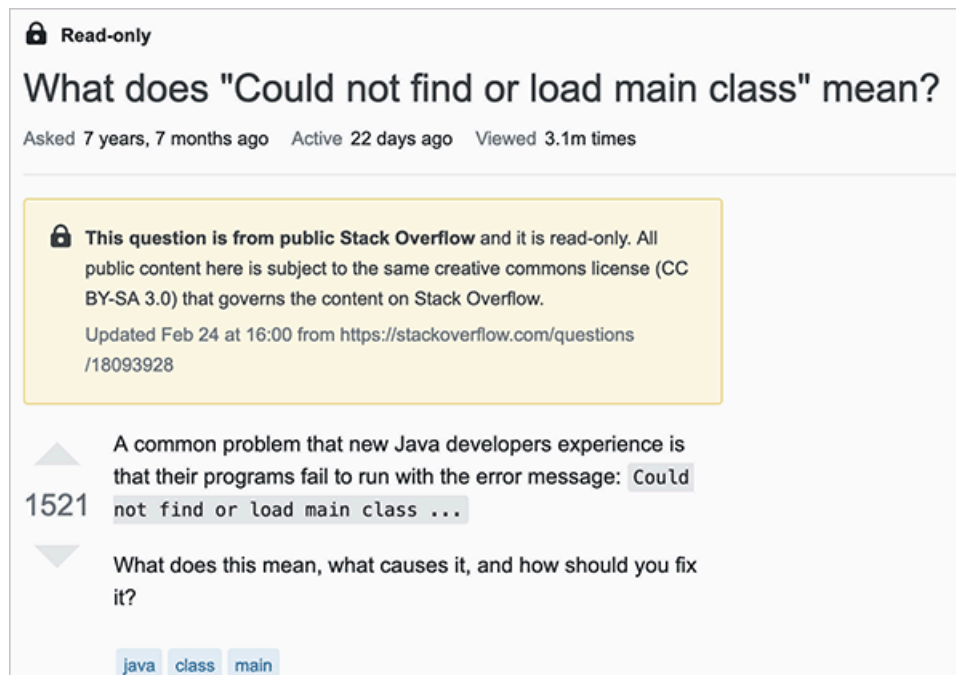 Read-only
What does "Could not find or load main class" mean?
Asked 7 years, 7 months ago Active 22 days ago Viewed 3.1m times
This question is from public Stack Overflow and it is read-only. All
public content here is subject to the same creative commons license (CC
BY-SA 3.0) that governs the content on Stack Overflow.
Updated Feb 24 at 16:00 from https://stackoverflow.com/questions
/18093928
A common problem that new Java developers experience is
that their programs fail to run with the error message: Could
1521 not find or load main class ...
What does this mean, what causes it, and how should you fix
it?
java class main